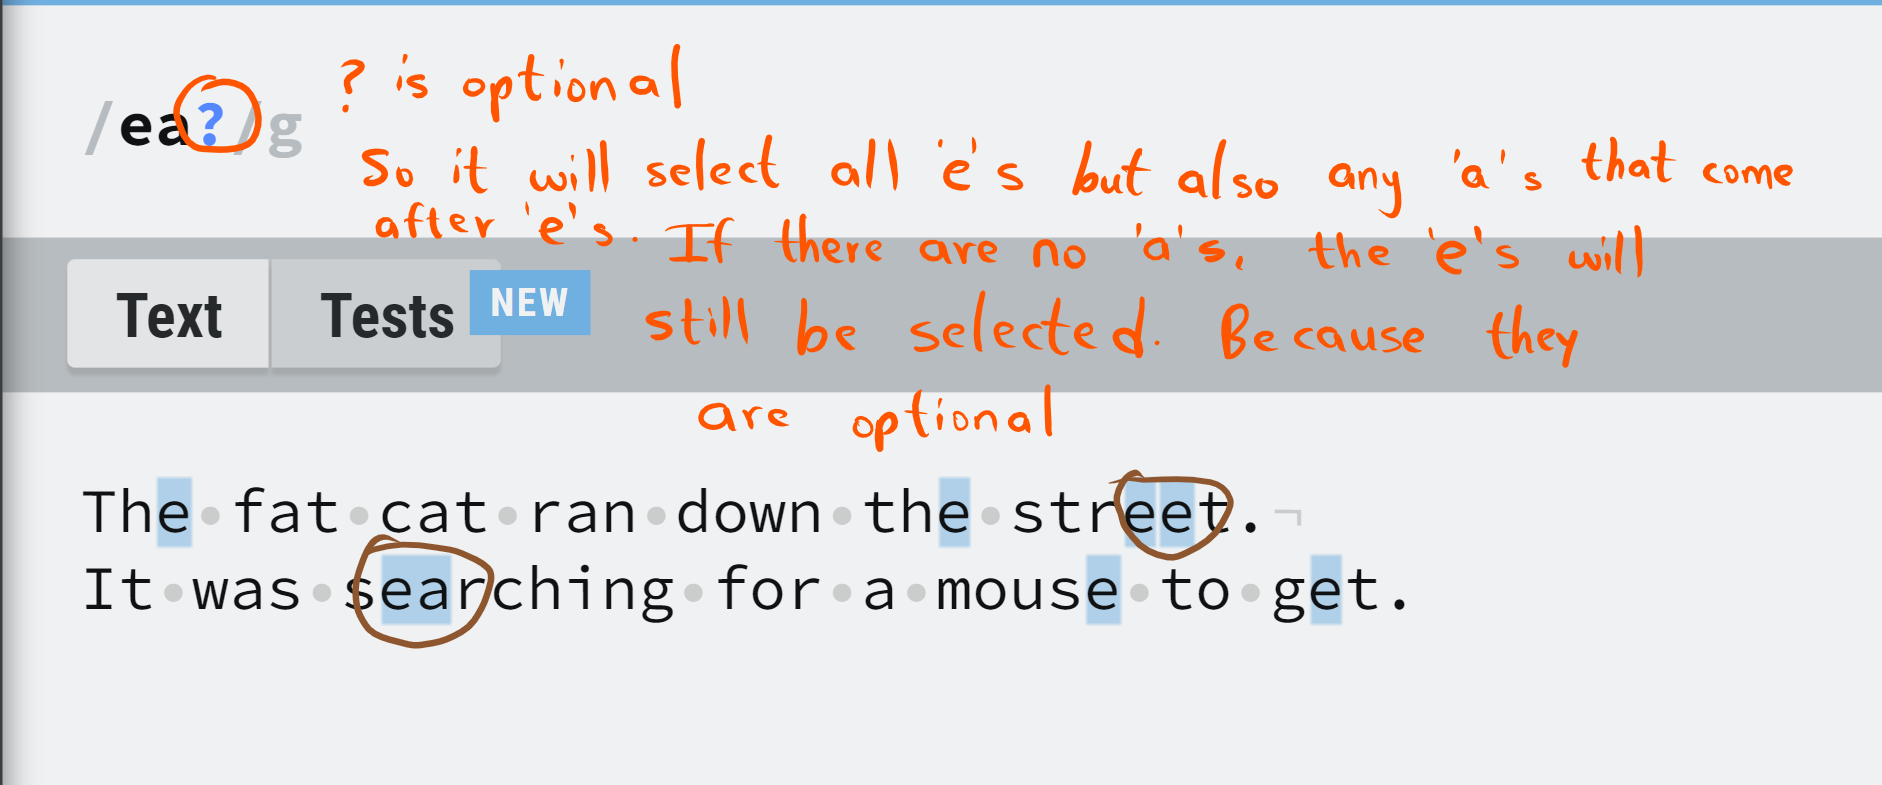 /ea?/g
? is optional
So it will select all 'e's but also any 'a's that come
after 'e's. If there are no 'a's, the 'e's will
still be selected. Because they
are optional
Text Tests NEW
The·fat·cat·ran·down·the·street.¬
It·was·searching·for·a·mouse·to·get.